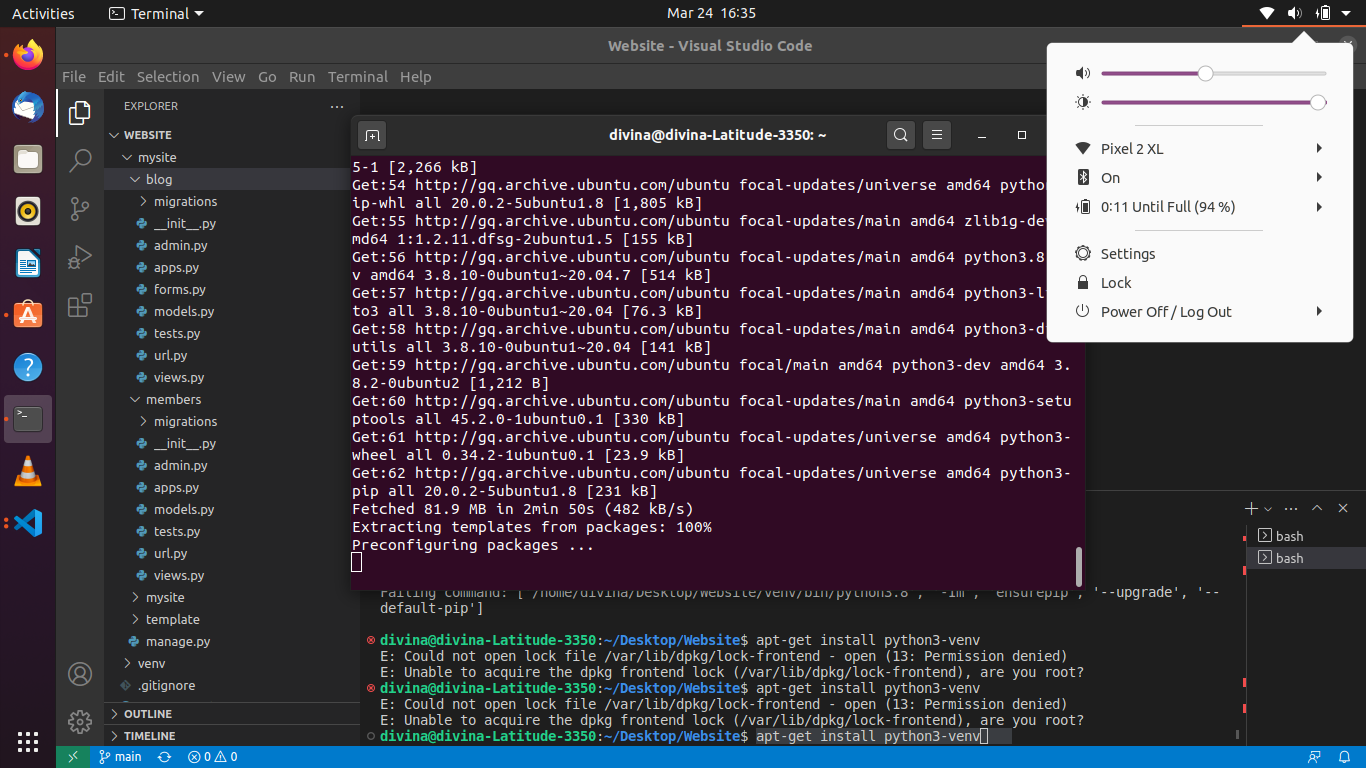 Activities
Terminal
Mar 24 16:35
Website - Visual Studio Code
File Edit Selection View Go Run Terminal Help
EXPLORER
WEBSITE
mysite
blog
migrations
__init__.py
admin.py
apps.py
forms.py
models.py
tests.py
url.py
views.py
members
migrations
__init__.py
admin.py
apps.py
models.py
tests.py
url.py
views.py
mysite
template
manage.py
venv
.gitignore
OUTLINE
TIMELINE
main
0 0
divina@divina-Latitude-3350: ~
5-1 [2,266 kB]
Get:54 http://gq.archive.ubuntu.com/ubuntu focal-updates/universe amd64 python
ip-whl all 20.0.2-5ubuntu1.8 [1,805 kB]
Get:55 http://gq.archive.ubuntu.com/ubuntu focal-updates/main amd64 zlib1g-de
md64 1:1.2.11.dfsg-2ubuntu1.5 [155 kB]
Get:56 http://gq.archive.ubuntu.com/ubuntu focal-updates/main amd64 python3.8
v amd64 3.8.10-0ubuntu1~20.04.7 [514 kB]
Get:57 http://gq.archive.ubuntu.com/ubuntu focal-updates/main amd64 python3-l
to3 all 3.8.10-0ubuntu1~20.04 [76.3 kB]
Get:58 http://gq.archive.ubuntu.com/ubuntu focal-updates/main amd64 python3-d
utils all 3.8.10-0ubuntu1~20.04 [141 kB]
Get:59 http://gq.archive.ubuntu.com/ubuntu focal/main amd64 python3-dev amd64 3.
8.2-0ubuntu2 [1,212 B]
Get:60 http://gq.archive.ubuntu.com/ubuntu focal-updates/main amd64 python3-setu
ptools all 45.2.0-1ubuntu0.1 [330 kB]
Get:61 http://gq.archive.ubuntu.com/ubuntu focal-updates/universe amd64 python3-
wheel all 0.34.2-1ubuntu0.1 [23.9 kB]
Get:62 http://gq.archive.ubuntu.com/ubuntu focal-updates/universe amd64 python3-
pip all 20.0.2-5ubuntu1.8 [231 kB]
Fetched 81.9 MB in 2min 50s (482 kB/s)
Extracting templates from packages: 100%
Preconfiguring packages ...
Pixel 2 XL
On
0:11 Until Full (94 %)
Settings
Lock
Power Off / Log Out
bash
bash
Failing command: ['/home/divina/Desktop/Website/venv/bin/python3.8', '-Im', 'ensurepip', '--upgrade', '--
default-pip']
divina@divina-Latitude-3350:~/Desktop/Website$ apt-get install python3-venv
E: Could not open lock file /var/lib/dpkg/lock-frontend - open (13: Permission denied)
E: Unable to acquire the dpkg frontend lock (/var/lib/dpkg/lock-frontend), are you root?
divina@divina-Latitude-3350:~/Desktop/Website$ apt-get install python3-venv
E: Could not open lock file /var/lib/dpkg/lock-frontend - open (13: Permission denied)
E: Unable to acquire the dpkg frontend lock (/var/lib/dpkg/lock-frontend), are you root?
divina@divina-Latitude-3350:~/Desktop/Website$ apt-get install python3-venv